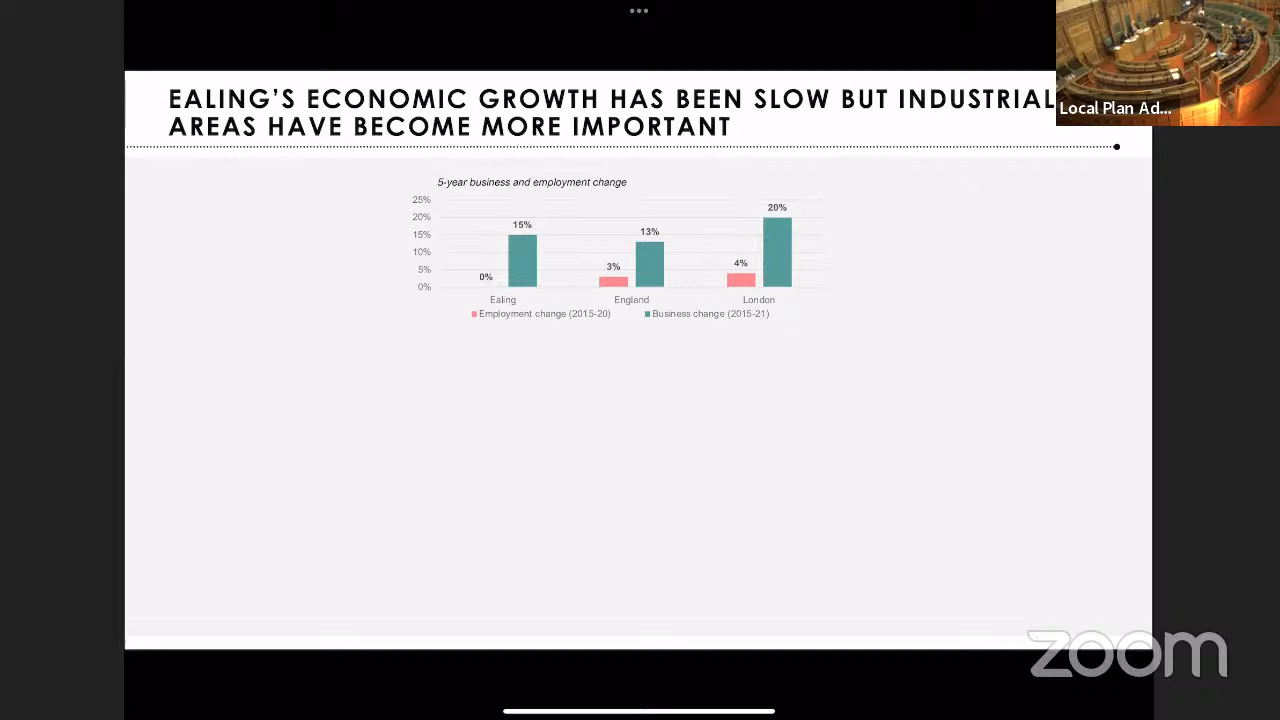 EALING'S ECONOMIC GROWTH HAS BEEN SLOW BUT INDUSTRIAL
AREAS HAVE BECOME MORE IMPORTANT
Local Plan Ad...
5-year business and employment change
25%
20%
15%
10%
5%
0%
0%
15%
3%
13%
4%
20%
Ealing
England
London
Employment change (2015-20)
Business change (2015-21)
zoom